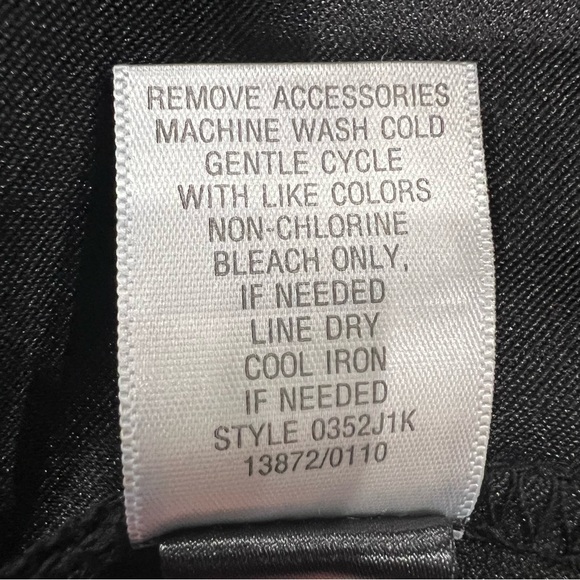 REMOVE ACCESSORIES
MACHINE WASH COLD
GENTLE CYCLE
WITH LIKE COLORS
NON-CHLORINE
BLEACH ONLY,
IF NEEDED
LINE DRY
COOL IRON
IF NEEDED
STYLE 0352J1K
13872/0110